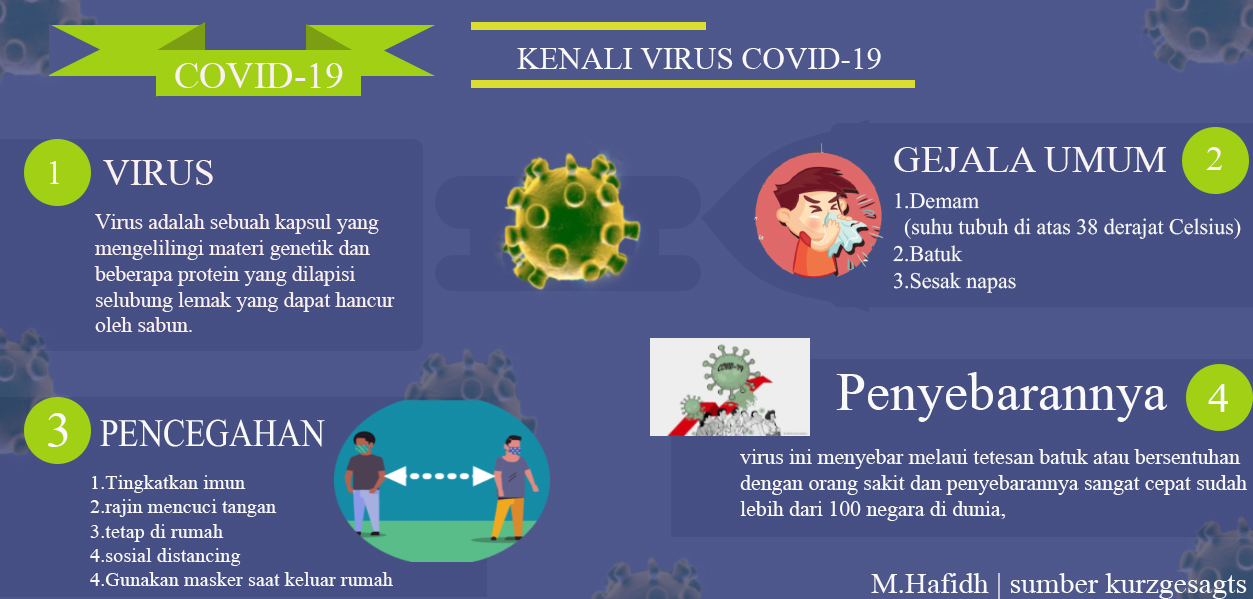 COVID-19
KENALI VIRUS COVID-19
1 VIRUS
Virus adalah sebuah kapsul yang
mengelilingi materi genetik dan
beberapa protein yang dilapisi
selubung lemak yang dapat hancur
oleh sabun.
GEJALA UMUM 2
1.Demam
(suhu tubuh di atas 38 derajat Celsius)
2.Batuk
3.Sesak napas
3 PENCEGAHAN
1.Tingkatkan imun
2.rajin mencuci tangan
3.tetap di rumah
4.sosial distancing
4.Gunakan masker saat keluar rumah
COVID-19
Penyebarannya 4
virus ini menyebar melaui tetesan batuk atau bersentuhan
dengan orang sakit dan penyebarannya sangat cepat sudah
lebih dari 100 negara di dunia,
M.Hafidh | sumber kurzgesagts